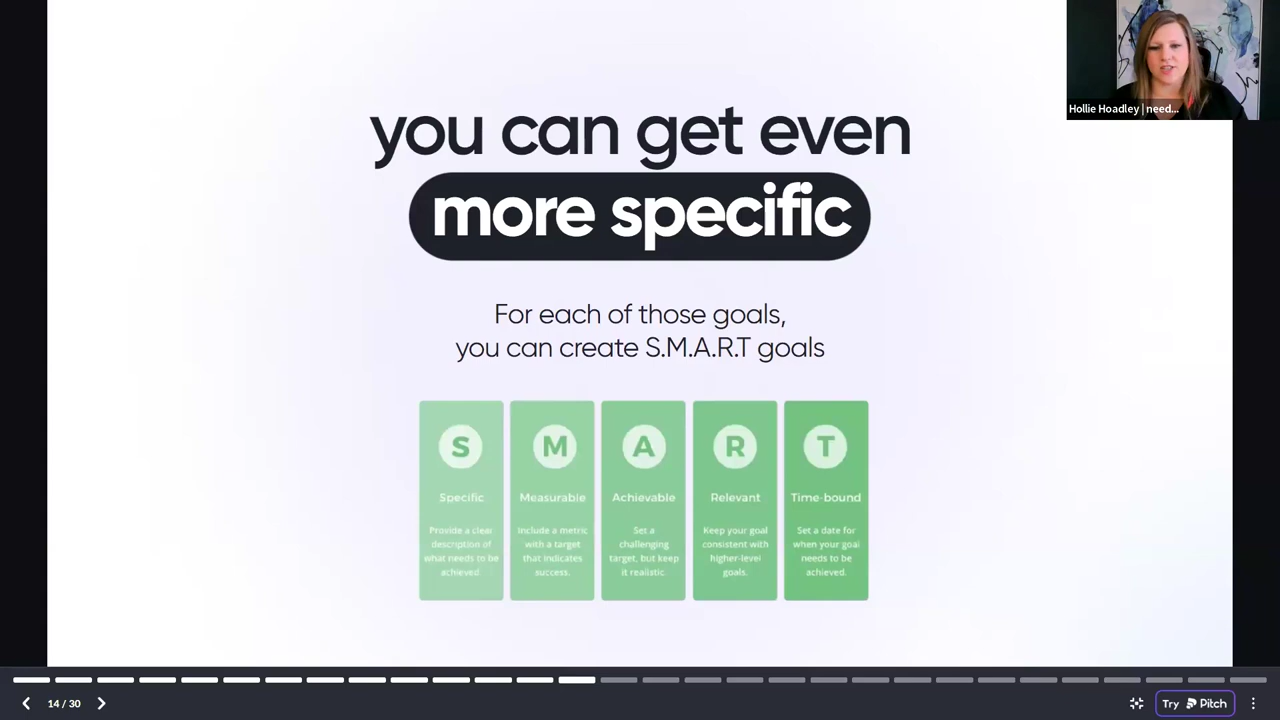 you can get even
more specific
For each of those goals,
you can create S.M.A.R.T goals
S
Specific
Provide a clear
description of
what needs to be
achieved.
M
Measurable
Include a metric
with a target
that indicates
success.
A
Achievable
Set a
challenging
target, but keep
it realistic.
R
Relevant
Keep your goal
consistent with
higher-level
goals.
T
Time-bound
Set a date for
when your goal
needs to be
achieved.
Hollie Hoadley | need...
14 / 30
Try Pitch